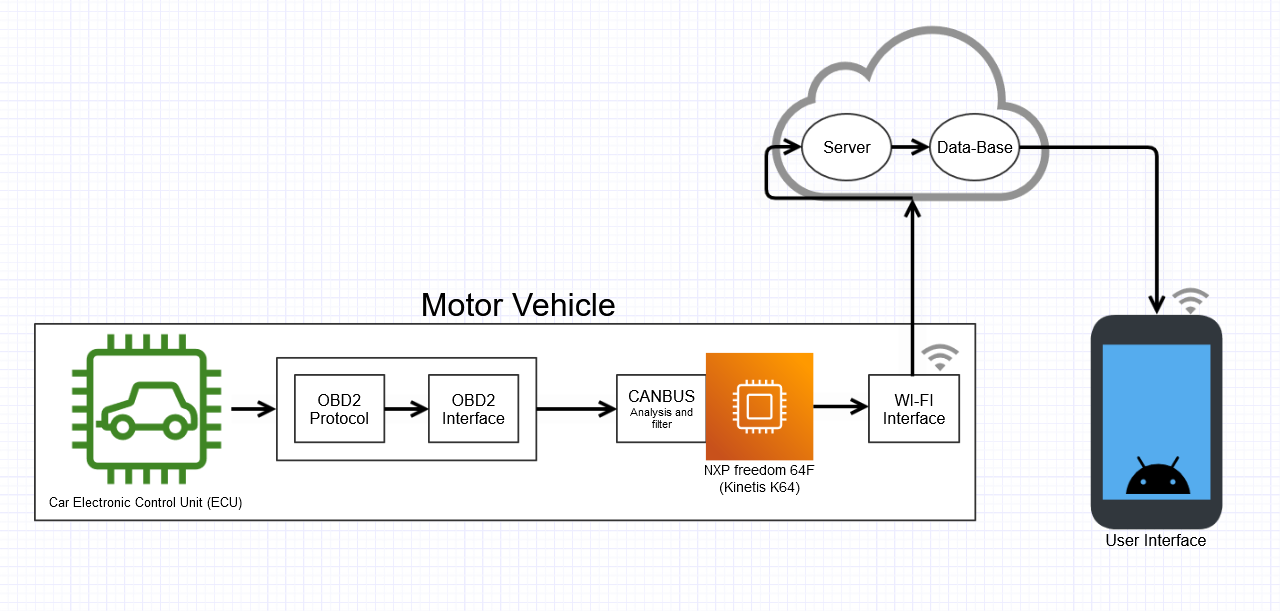 Server
Data-Base
Motor Vehicle
OBD2
Protocol
OBD2
Interface
CANBUS
Analysis and
filter
WI-FI
Interface
NXP freedom 64F
(Kinetis K64)
Car Electronic Control Unit (ECU)
User Interface